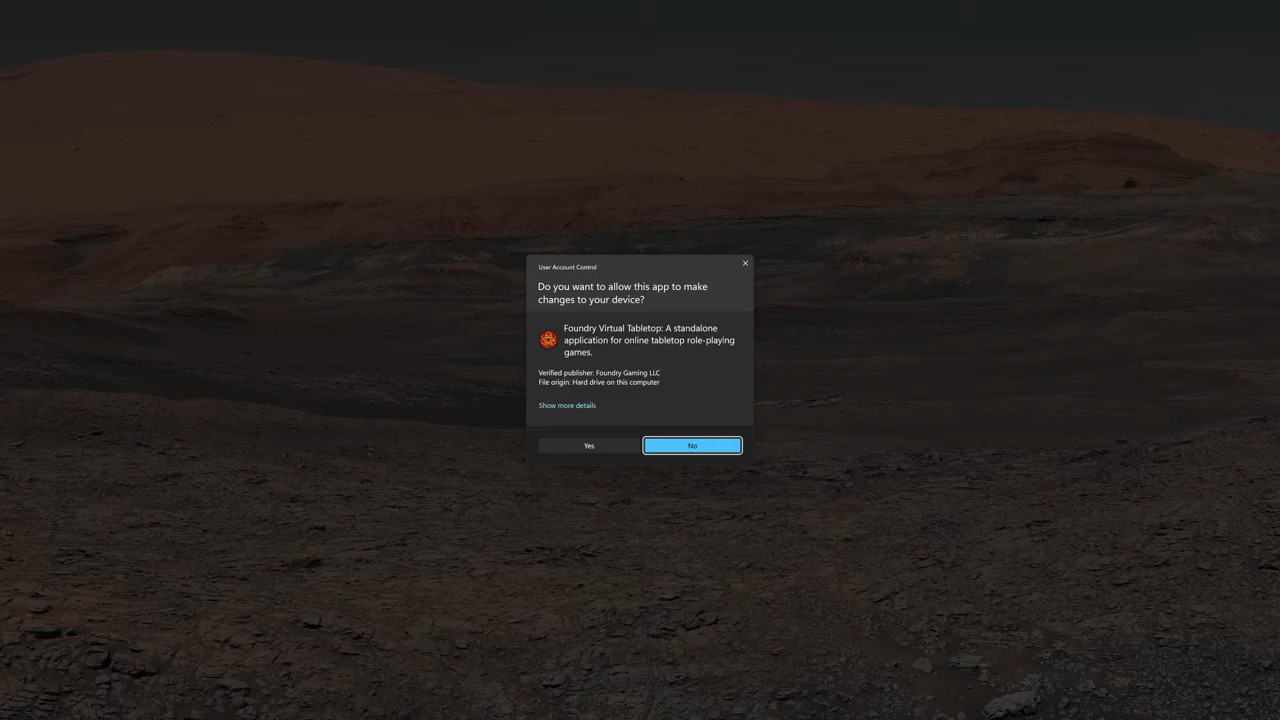 User Account Control
Do you want to allow this app to make
changes to your device?
Foundry Virtual Tabletop: A standalone
application for online tabletop role-playing
games.
Verified publisher: Foundry Gaming LLC
File origin: Hard drive on this computer
Show more details
Yes
No